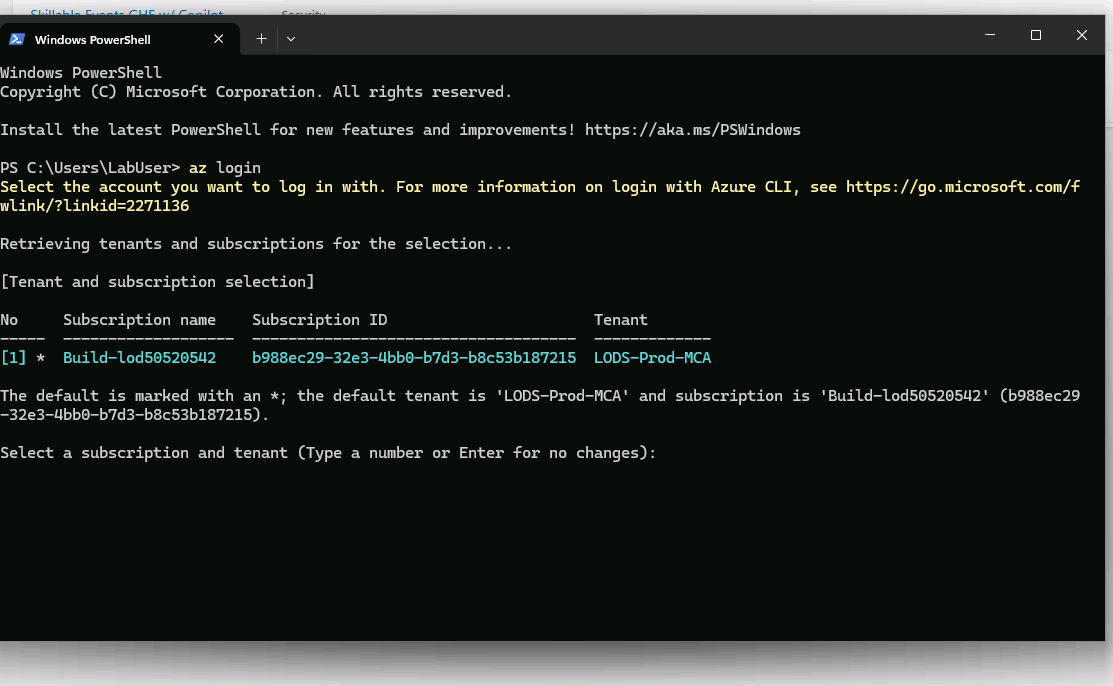 Skillable Events GHE w/ Copilot Security
Windows PowerShell
Windows PowerShell
Copyright (C) Microsoft Corporation. All rights reserved.
Install the latest PowerShell for new features and improvements! https://aka.ms/PSWindows
PS C:\Users\LabUser> az login
Select the account you want to log in with. For more information on login with Azure CLI, see https://go.microsoft.com/f
wlink/?linkid=2271136
Retrieving tenants and subscriptions for the selection...
[Tenant and subscription selection]
No Subscription name Subscription ID Tenant
----- ------------------- ------------------------------------ -------------
[1] * Build-lod50520542 b988ec29-32e3-4bb0-b7d3-b8c53b187215 LODS-Prod-MCA
The default is marked with an *; the default tenant is 'LODS-Prod-MCA' and subscription is 'Build-lod50520542' (b988ec29
-32e3-4bb0-b7d3-b8c53b187215).
Select a subscription and tenant (Type a number or Enter for no changes):